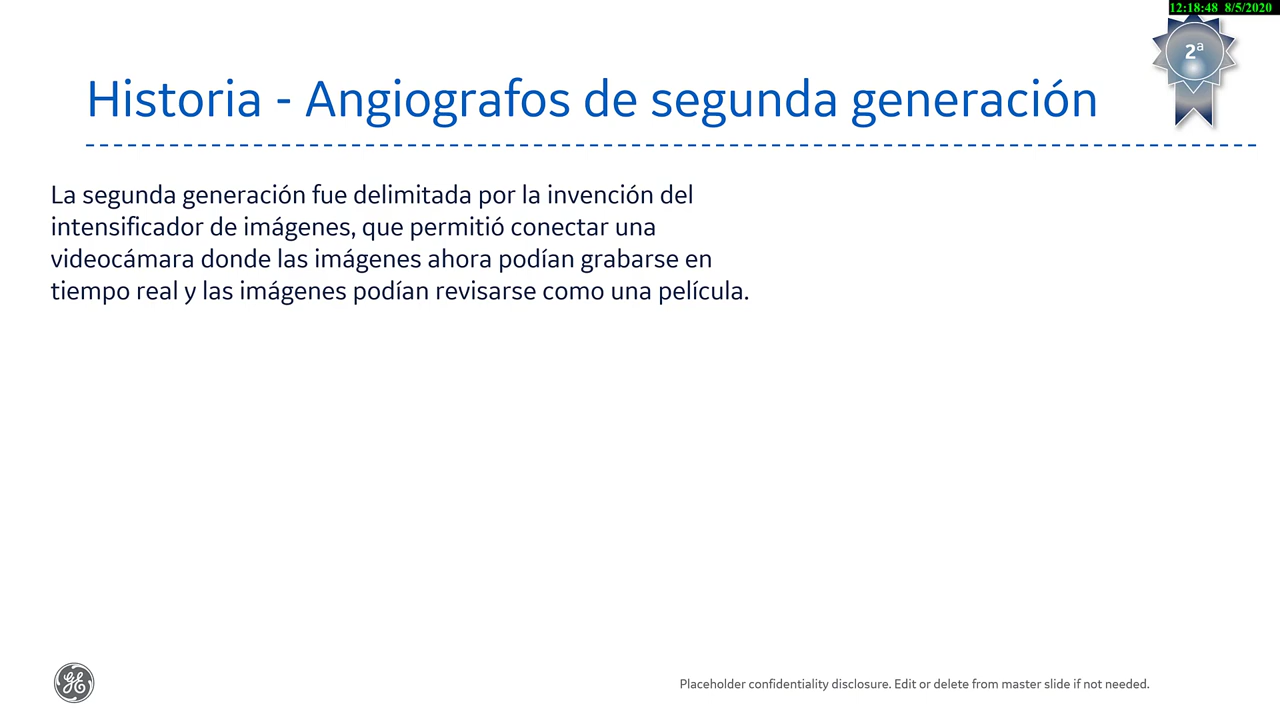 12:18:48 8/5/2020
2ª
Historia - Angiografos de segunda generación
La segunda generación fue delimitada por la invención del
intensificador de imágenes, que permitió conectar una
videocámara donde las imágenes ahora podían grabarse en
tiempo real y las imágenes podían revisarse como una película.
GE
Placeholder confidentiality disclosure. Edit or delete from master slide if not needed.